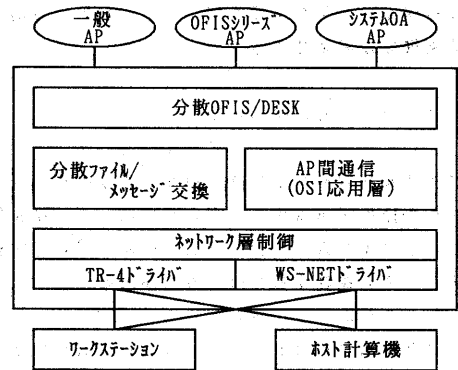 一般
AP
OFISｼﾘｰｽﾞ
AP
ｼｽﾃﾑOA
AP
分散OFIS/DESK
分散ﾌｧｲﾙ/
ﾒｯｾｰｼﾞ交換
AP間通信
(OSI応用層)
ﾈｯﾄﾜｰｸ層制御
TR-4ﾄﾞﾗｲﾊﾞ
WS-NETﾄﾞﾗｲﾊﾞ
ﾜｰｸｽﾃｰｼｮﾝ
ﾎｽﾄ計算機